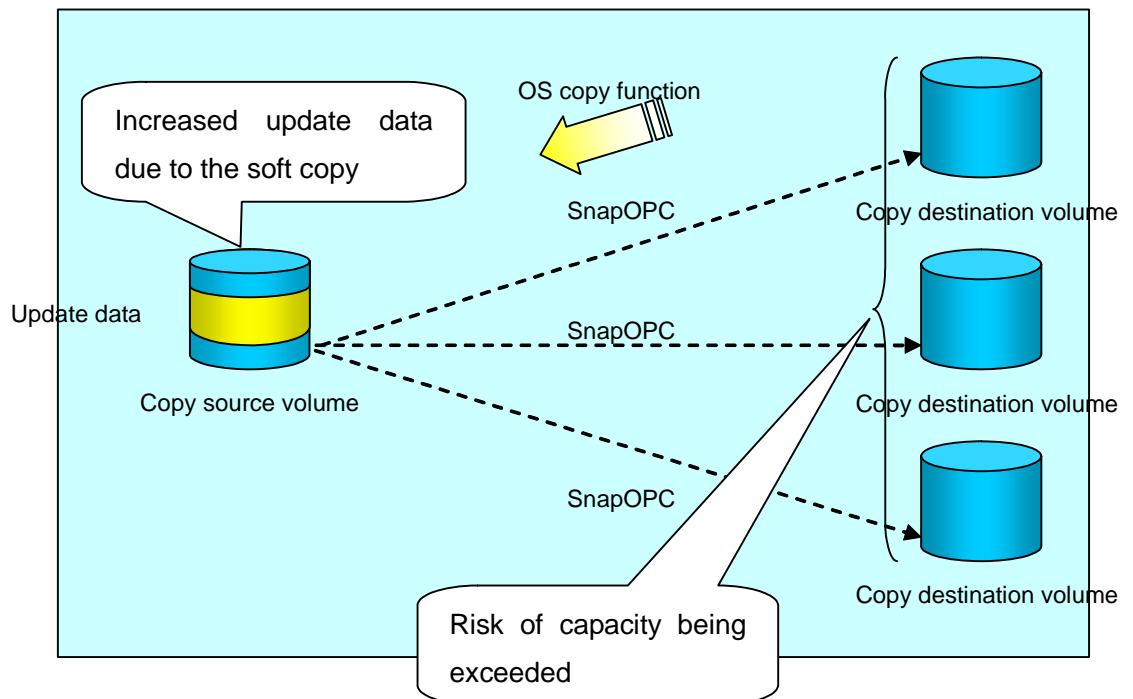 OS copy function
Increased update data
due to the soft copy
SnapOPC
Copy destination volume
Update data
SnapOPC
Copy source volume
Copy destination volume
SnapOPC
Copy destination volume
Risk of capacity being
exceeded